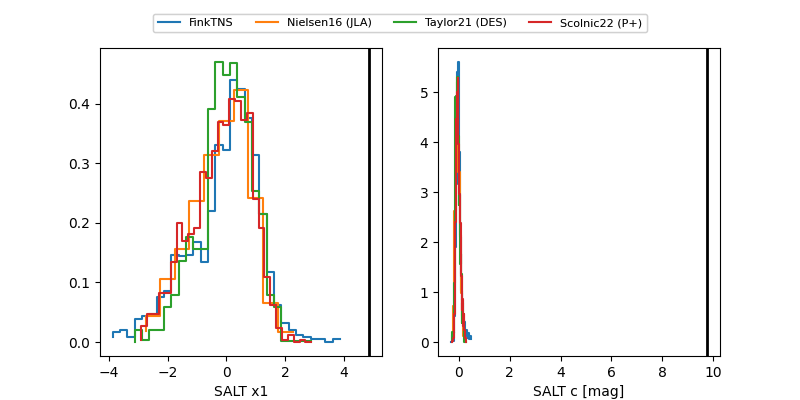 FinkTNS Nielsen16 (JLA) Taylor21 (DES) Scolnic22 (P+)
0.4
0.3
0.2
0.1
0.0
−4 −2 0 2 4
SALT x1
5
4
3
2
1
0
0 2 4 6 8 10
SALT c [mag]